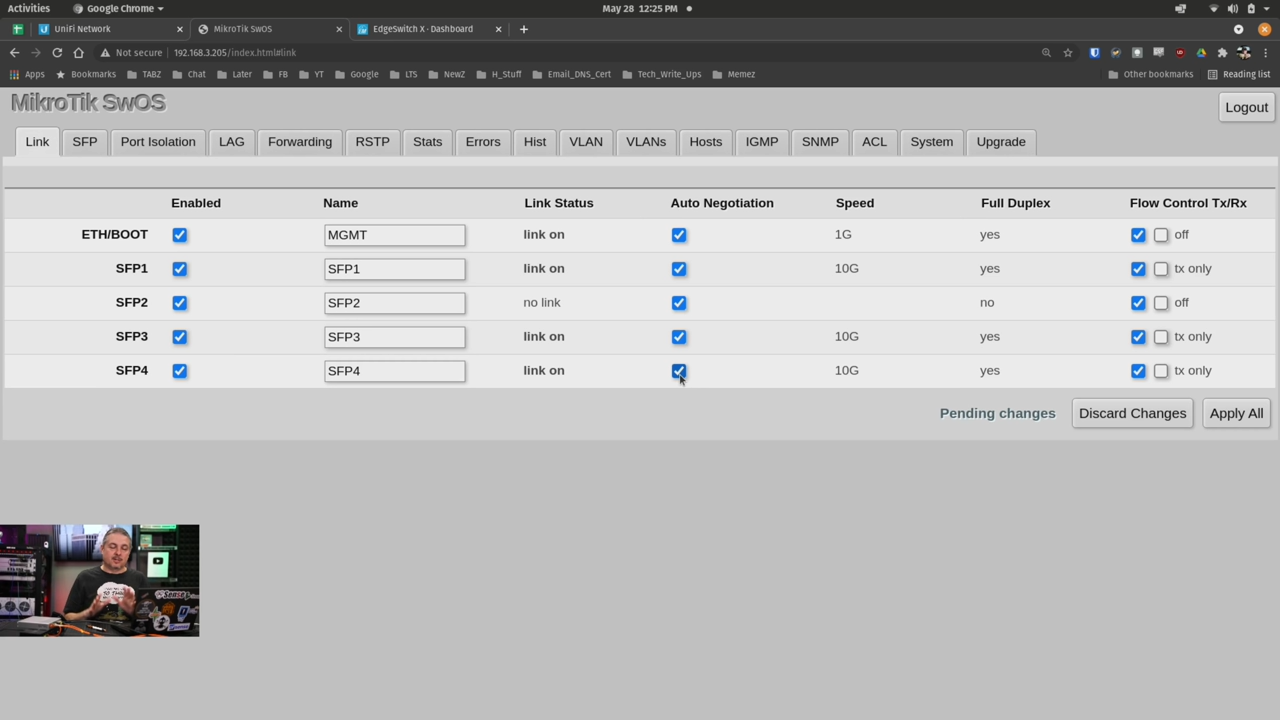 Activities Google Chrome May 28 12:25 PM
UniFi Network MikroTik SwOS EdgeSwitch X - Dashboard
Not secure 192.168.3.205/index.html#link
Apps Bookmarks TABZ Chat Later FB YT Google LTS NewZ H_Stuff Email_DNS_Cert Tech_Write_Ups Memez Other bookmarks Reading list
MikroTik SwOS
Logout
Link SFP Port Isolation LAG Forwarding RSTP Stats Errors Hist VLAN VLANs Hosts IGMP SNMP ACL System Upgrade
Enabled Name Link Status Auto Negotiation Speed Full Duplex Flow Control Tx/Rx
ETH/BOOT MGMT link on 1G yes off
SFP1 SFP1 link on 10G yes tx only
SFP2 SFP2 no link no off
SFP3 SFP3 link on 10G yes tx only
SFP4 SFP4 link on 10G yes tx only
Pending changes Discard Changes Apply All